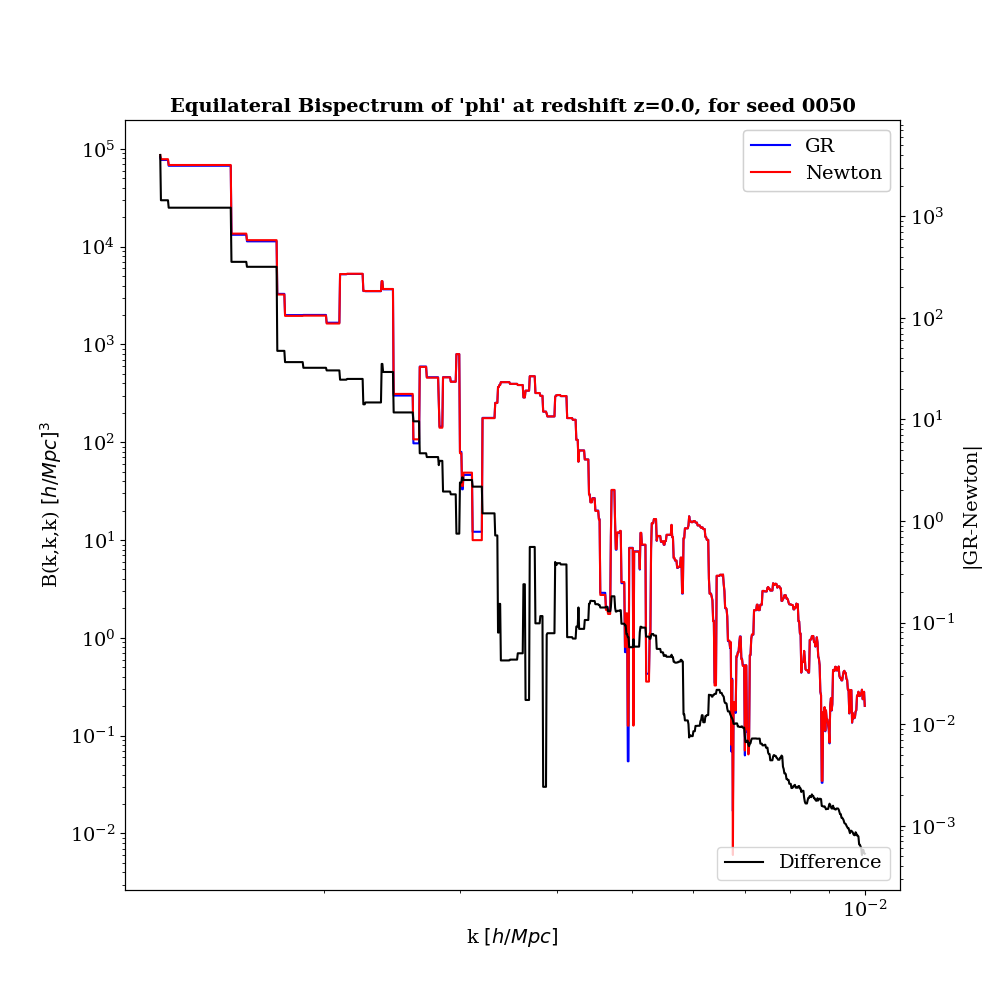 Equilateral Bispectrum of 'phi' at redshift z=0.0, for seed 0050
GR
Newton
10^5
10^4
10^3
10^2
10^1
10^0
10^-1
10^-2
B(k,k,k) [h/Mpc]^3
10^3
10^2
10^1
10^0
10^-1
10^-2
10^-3
|GR-Newton|
Difference
10^-2
k [h/Mpc]